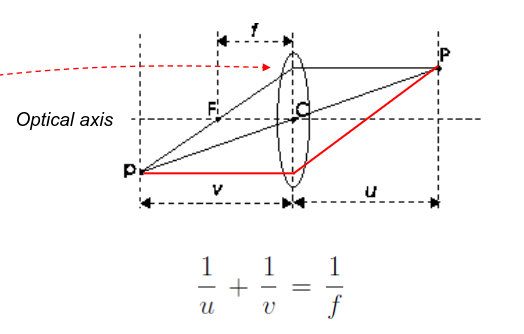 f
P
F
C
Optical axis
p
v
u
1/u + 1/v = 1/f